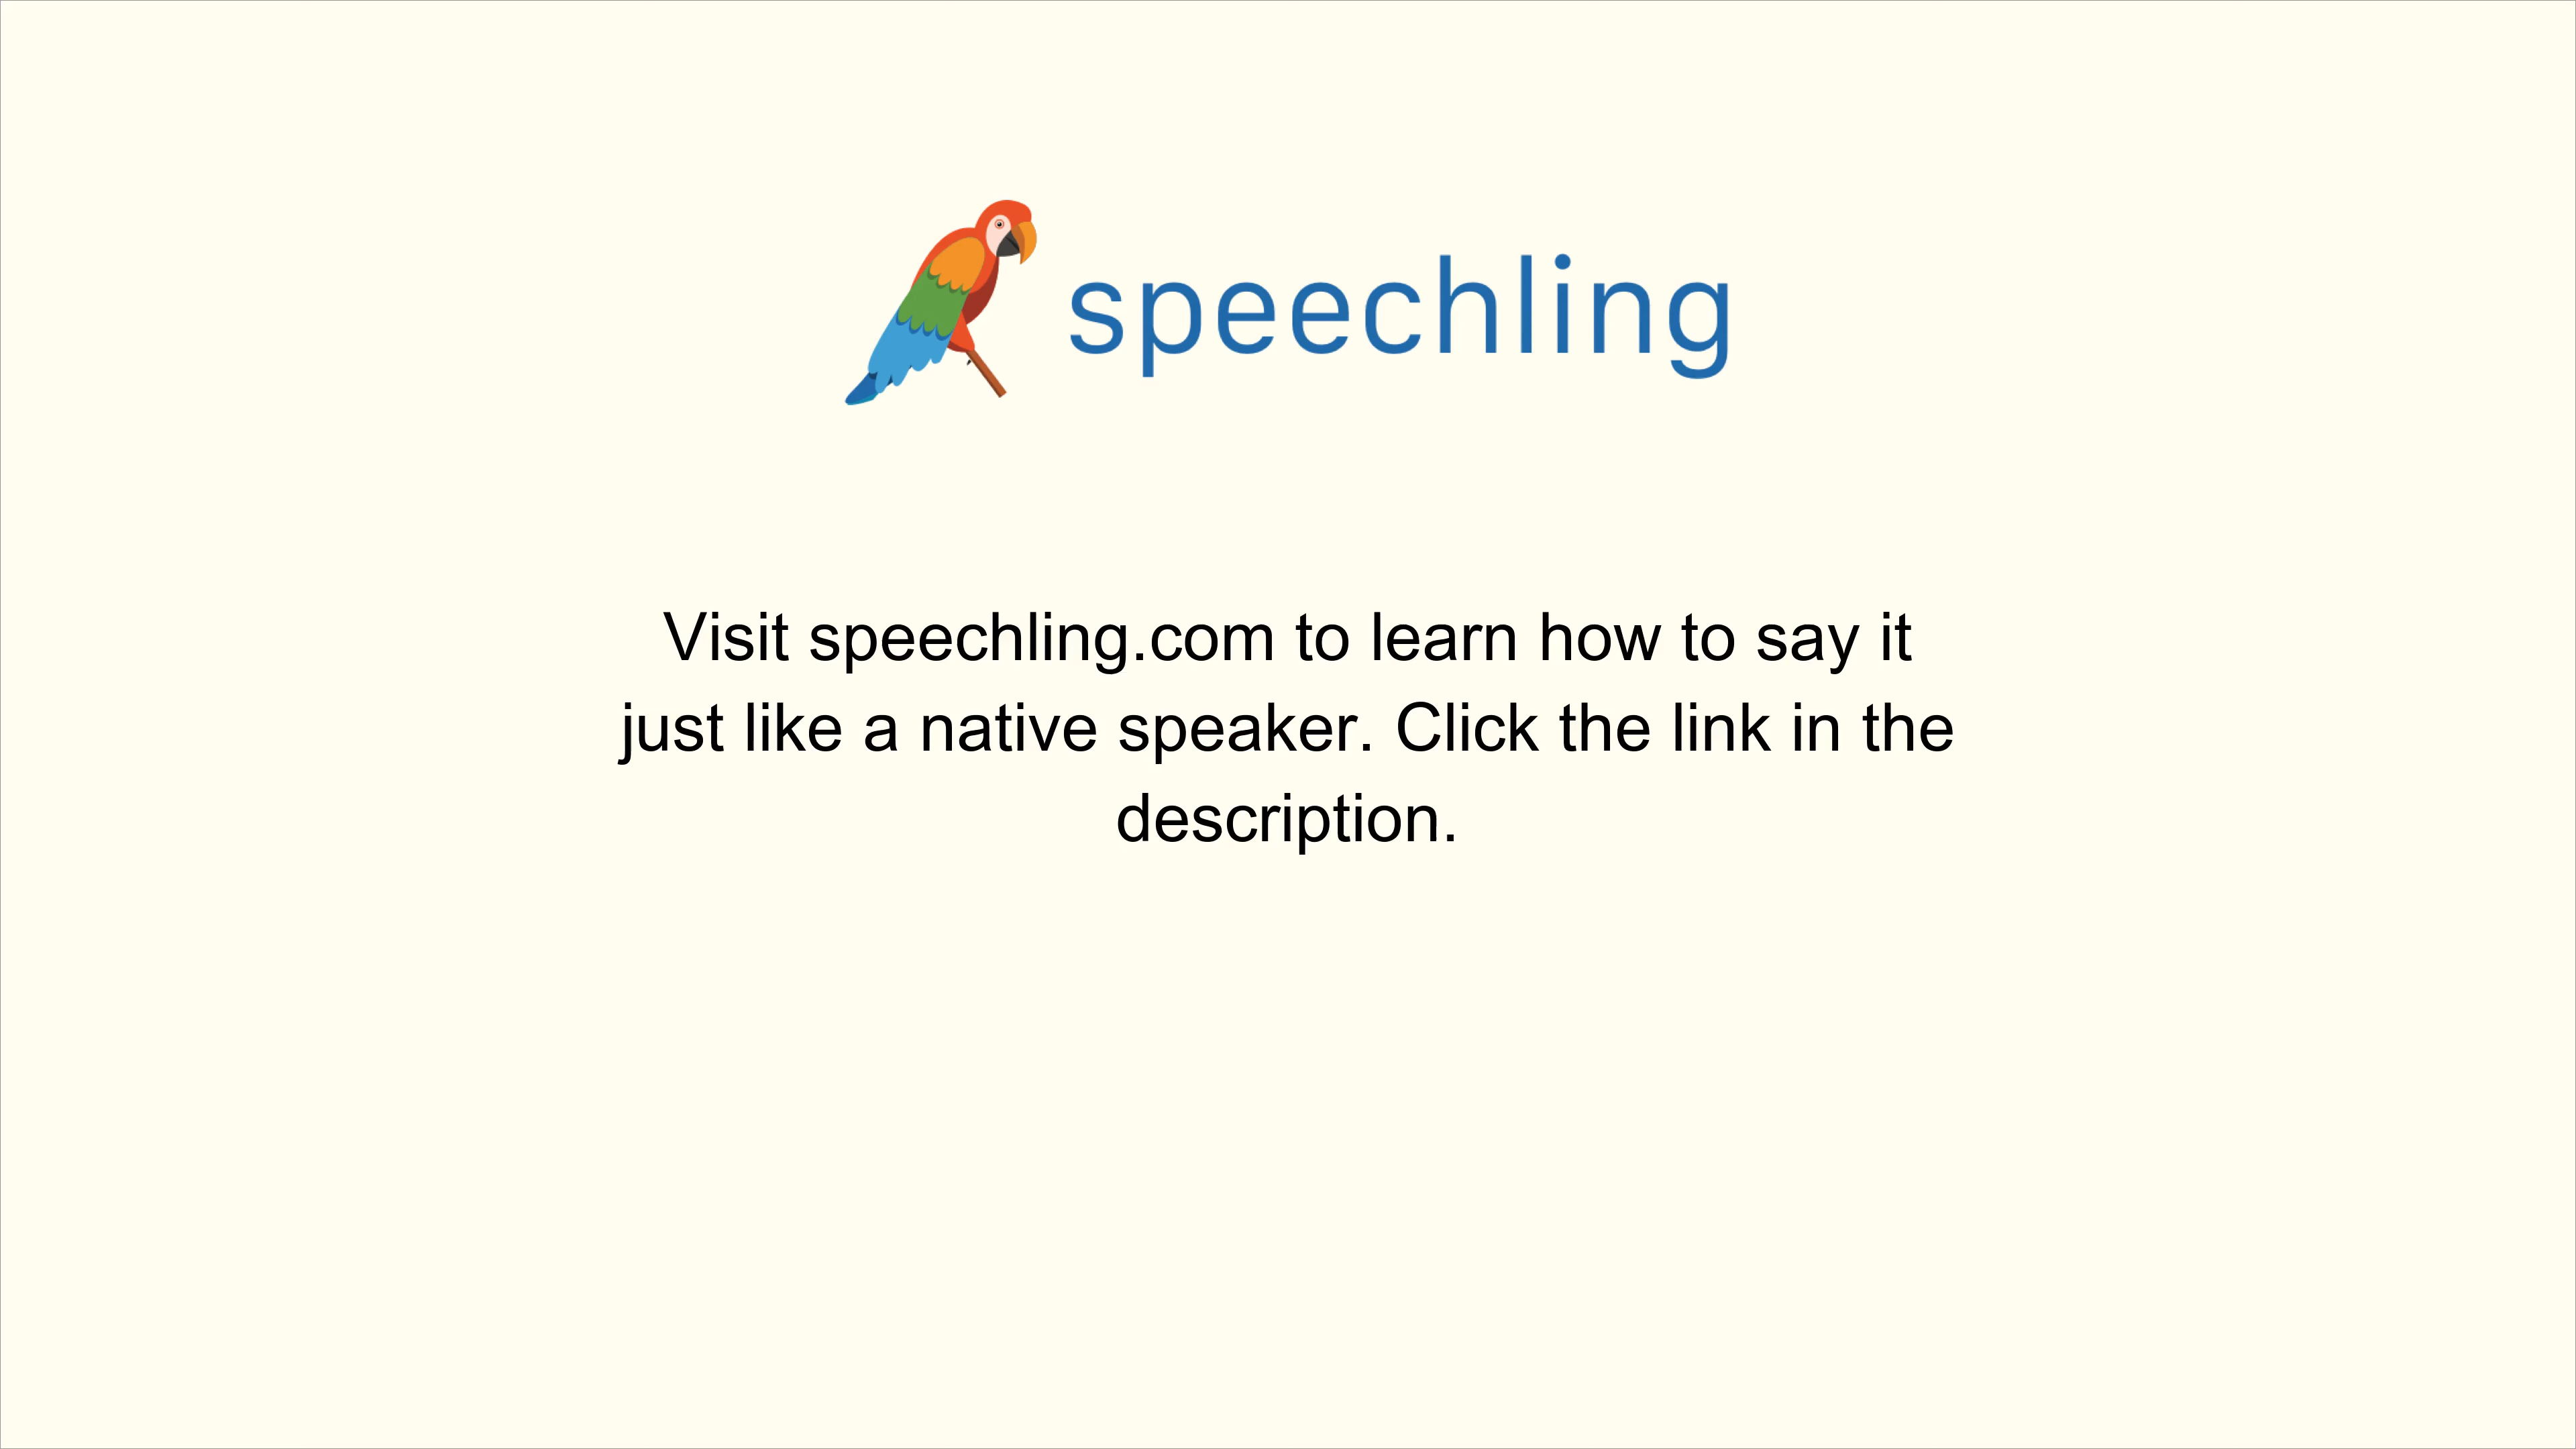 speechling
Visit speechling.com to learn how to say it
just like a native speaker. Click the link in the
description.